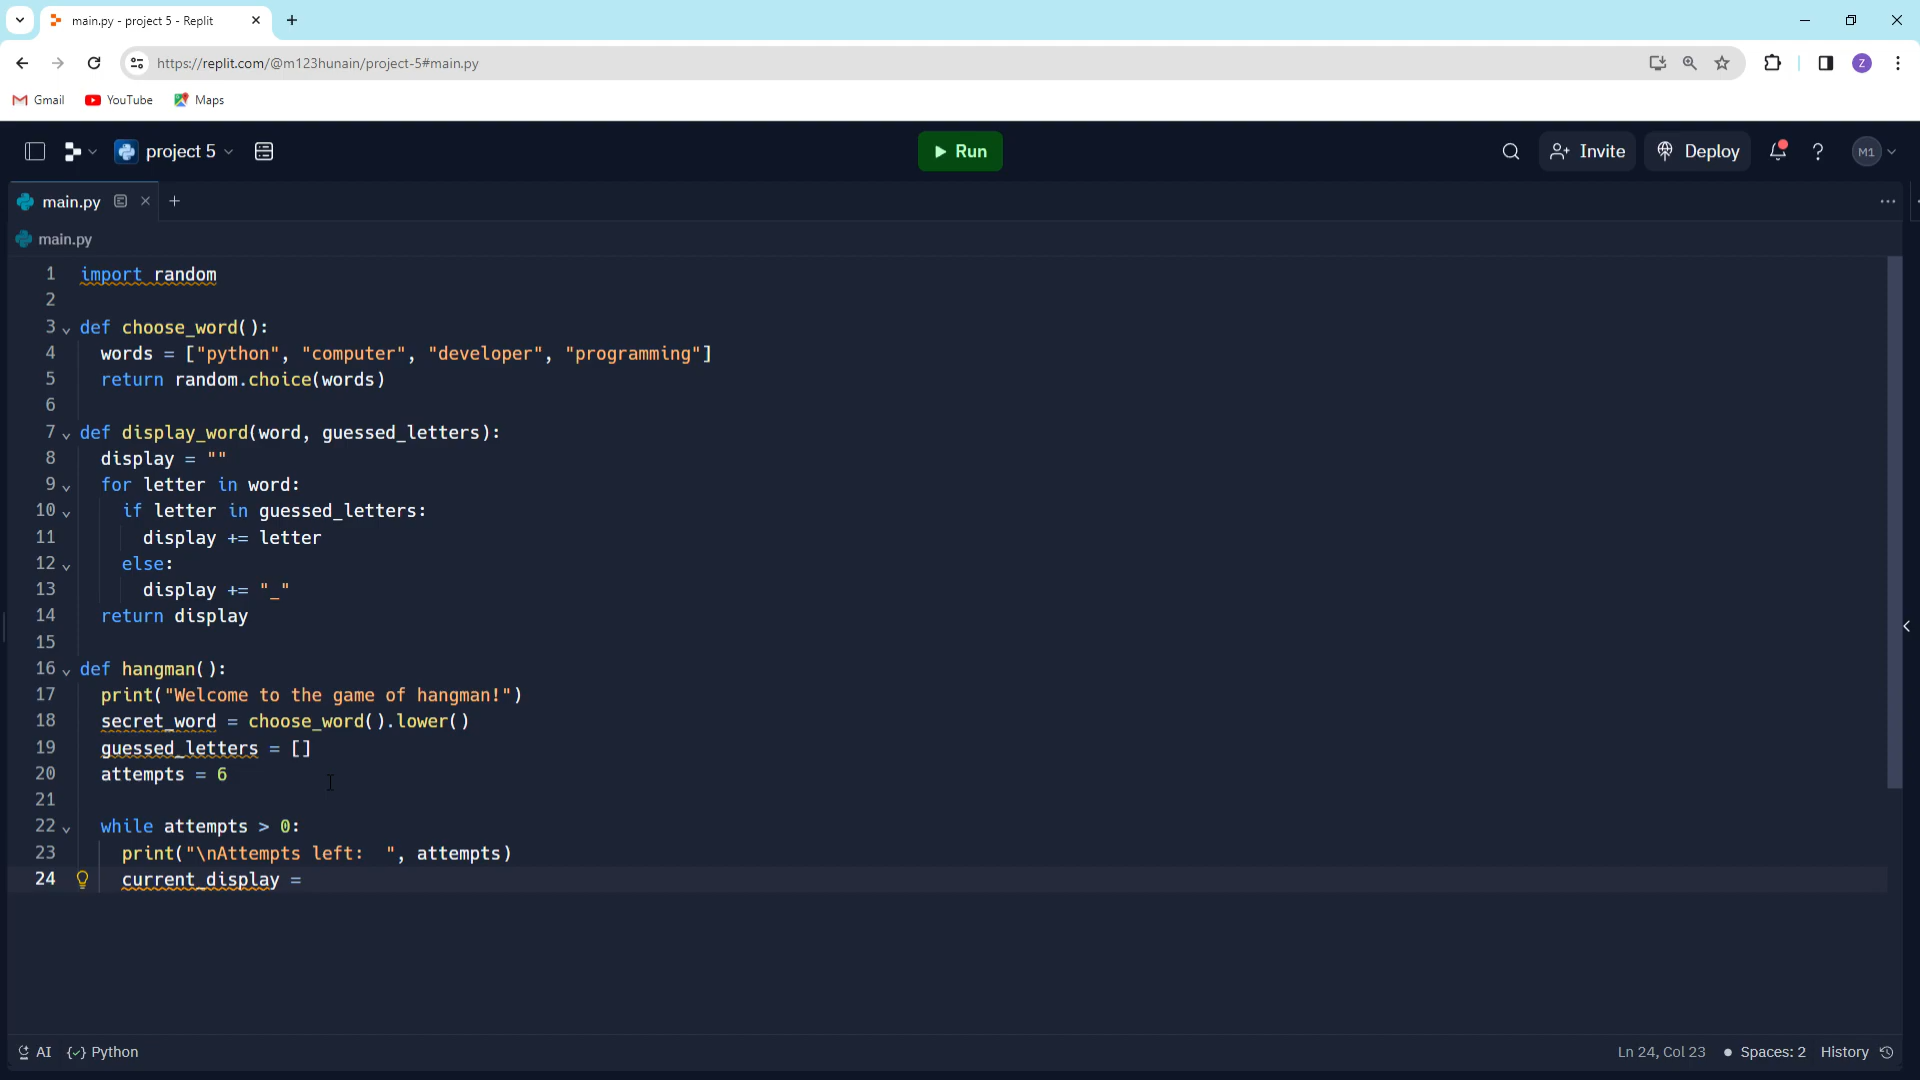 main.py - project 5 - Replit
https://replit.com/@m123hunain/project-5#main.py
Z
Gmail YouTube Maps
project 5 Run Invite Deploy ? M1
main.py
main.py
1 import random
2
3 def choose_word():
4 words = ["python", "computer", "developer", "programming"]
5 return random.choice(words)
6
7 def display_word(word, guessed_letters):
8 display = ""
9 for letter in word:
10 if letter in guessed_letters:
11 display += letter
12 else:
13 display += "_"
14 return display
15
16 def hangman():
17 print("Welcome to the game of hangman!")
18 secret_word = choose_word().lower()
19 guessed_letters = []
20 attempts = 6
21
22 while attempts > 0:
23 print("\nAttempts left:  ", attempts)
24 current_display =
AI Python Ln 24, Col 23 Spaces: 2 History